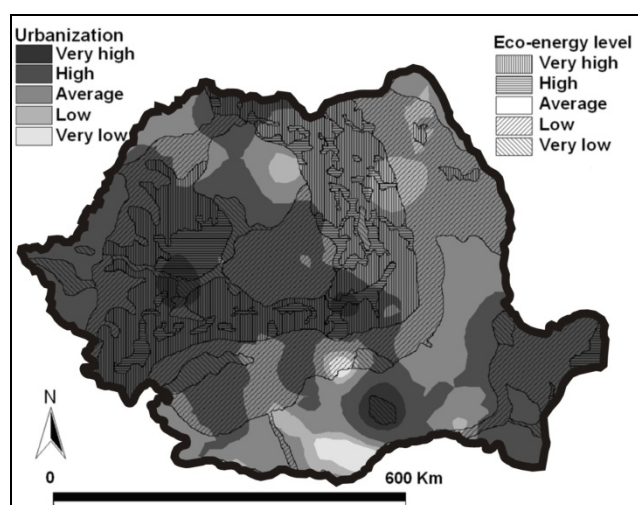 Urbanization
Very high
High
Average
Low
Very low
Eco-energy level
Very high
High
Average
Low
Very low
N
0
600 Km